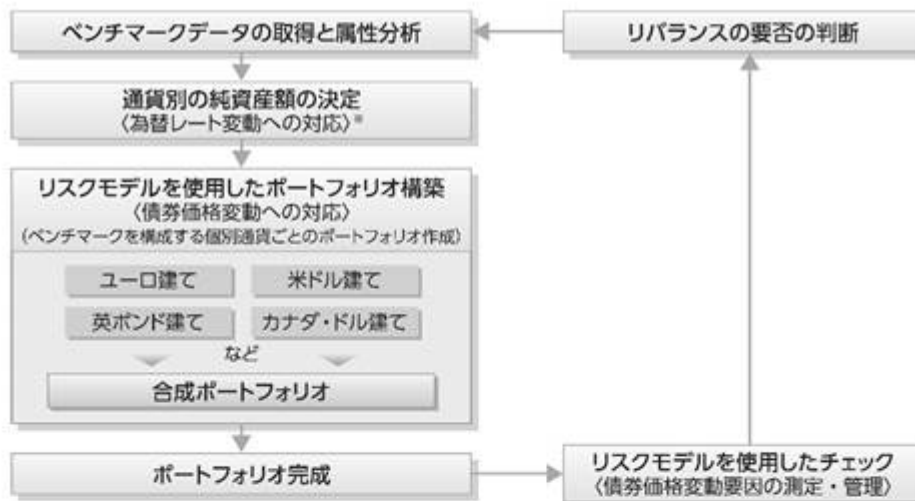 ベンチマークデータの取得と属性分析
リバランスの要否の判断
通貨別の純資産額の決定
〈為替レート変動への対応〉※
リスクモデルを使用したポートフォリオ構築
〈債券価格変動への対応〉
(ベンチマークを構成する個別通貨ごとのポートフォリオ作成)
ユーロ建て
米ドル建て
英ポンド建て
カナダ・ドル建て
など
合成ポートフォリオ
ポートフォリオ完成
リスクモデルを使用したチェック
〈債券価格変動要因の測定・管理〉